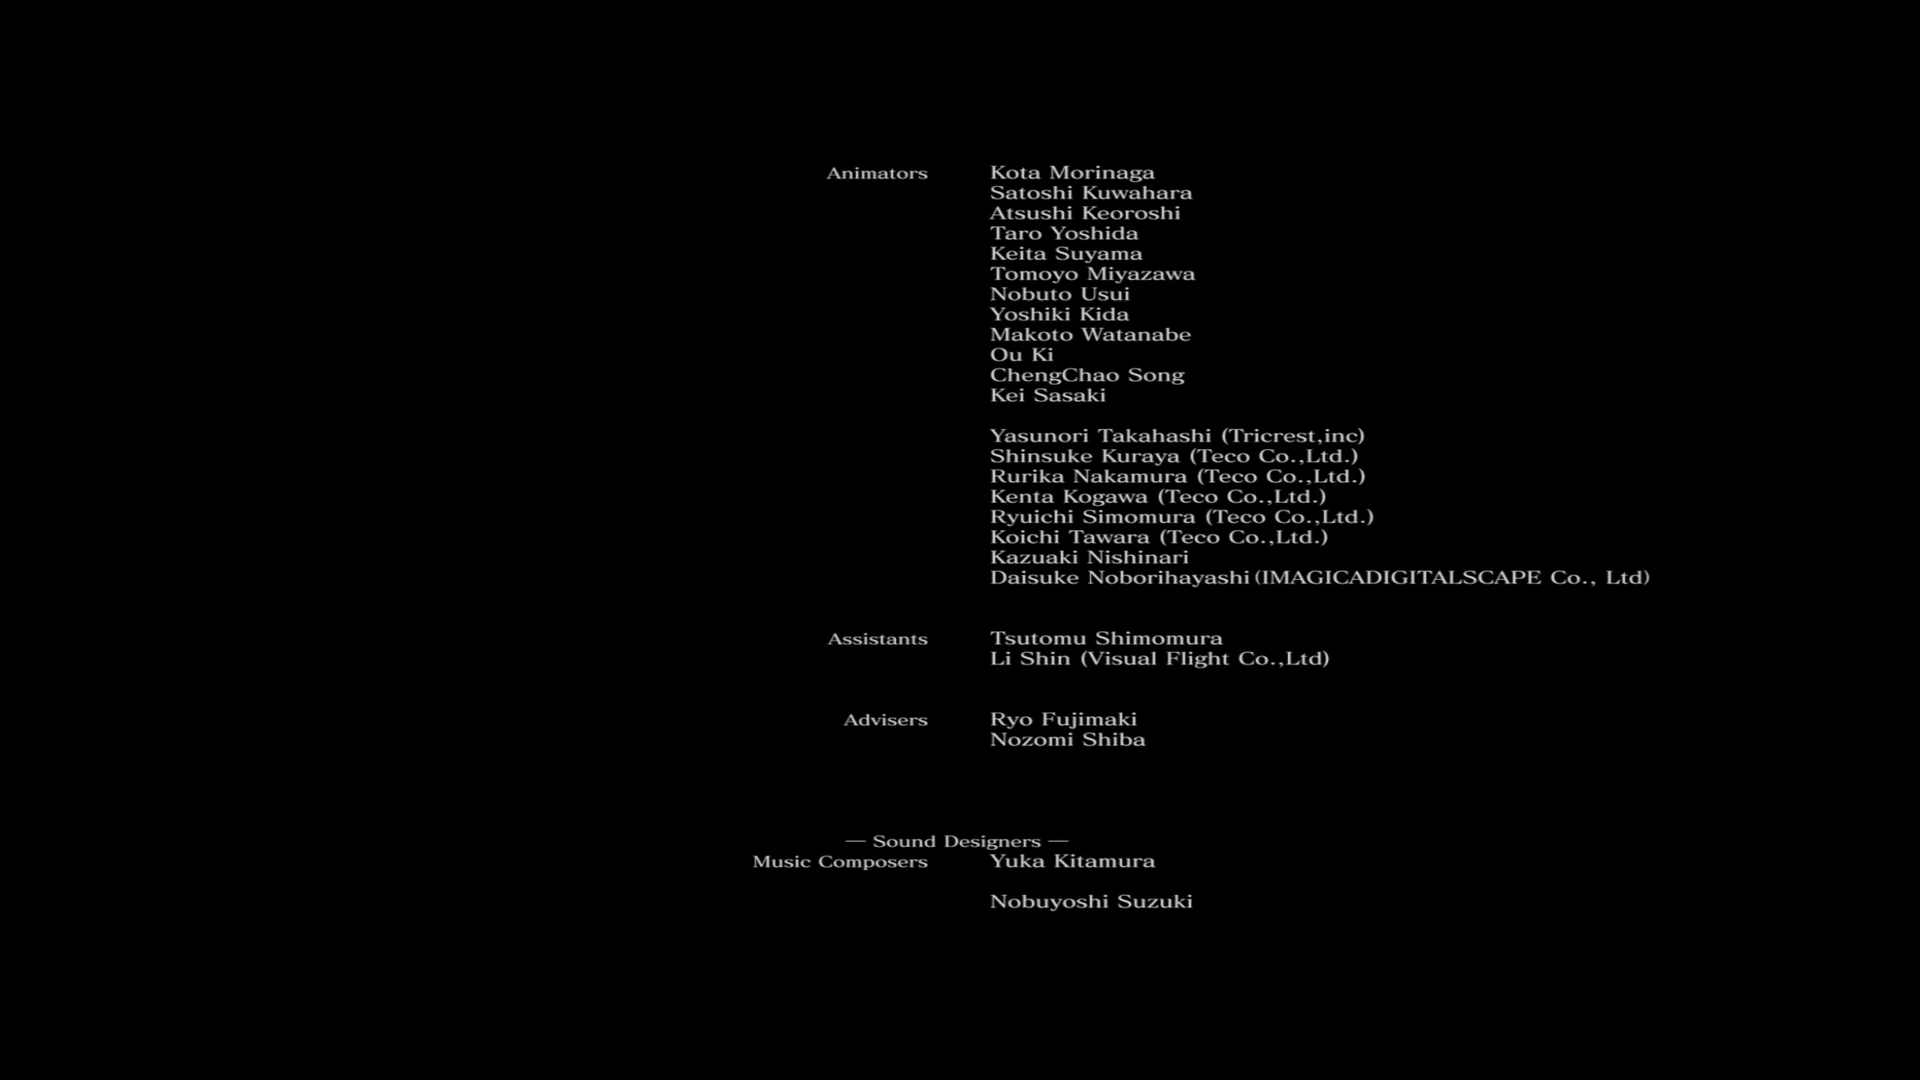 Animators Kota Morinaga
Satoshi Kuwahara
Atsushi Keoroshi
Taro Yoshida
Keita Suyama
Tomoyo Miyazawa
Nobuto Usui
Yoshiki Kida
Makoto Watanabe
Ou Ki
ChengChao Song
Kei Sasaki
Yasunori Takahashi (Tricrest,inc)
Shinsuke Kuraya (Teco Co.,Ltd.)
Rurika Nakamura (Teco Co.,Ltd.)
Kenta Kogawa (Teco Co.,Ltd.)
Ryuichi Simomura (Teco Co.,Ltd.)
Koichi Tawara (Teco Co.,Ltd.)
Kazuaki Nishinari
Daisuke Noborihayashi (IMAGICADIGITALSCAPE Co., Ltd)
Assistants Tsutomu Shimomura
Li Shin (Visual Flight Co.,Ltd)
Advisers Ryo Fujimaki
Nozomi Shiba
— Sound Designers —
Music Composers Yuka Kitamura
Nobuyoshi Suzuki